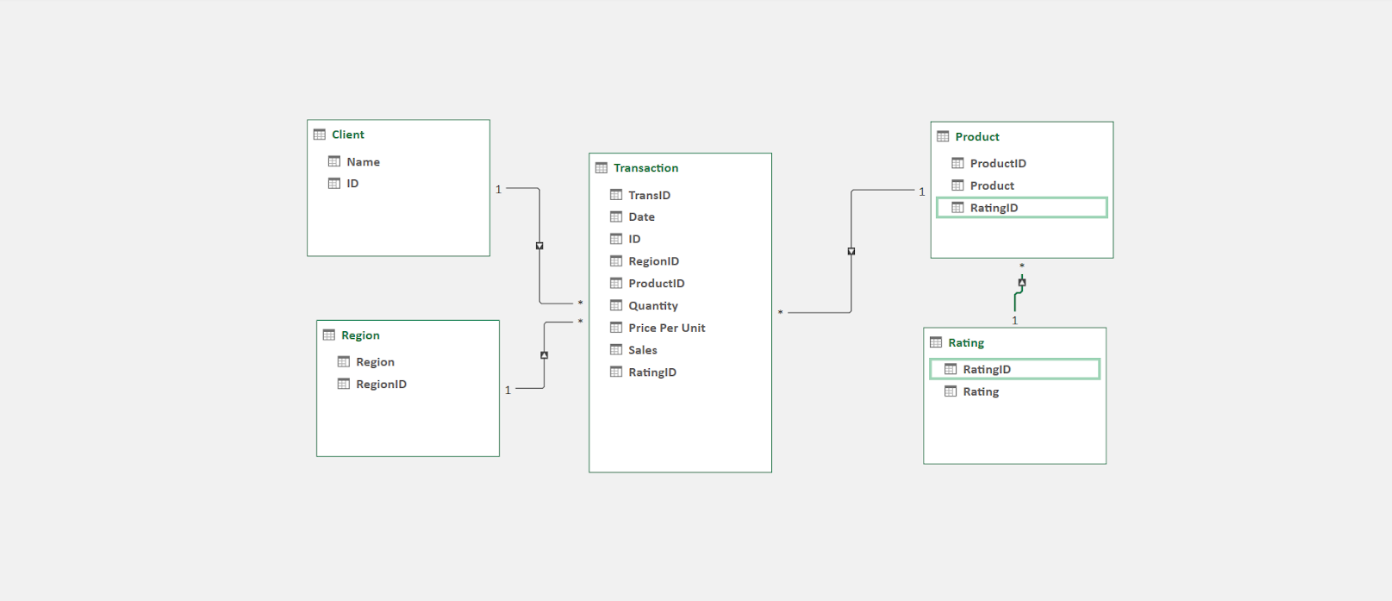 Client
Name
ID
1
*
Region
Region
RegionID
1
*
Transaction
TransID
Date
ID
RegionID
ProductID
Quantity
Price Per Unit
Sales
RatingID
*
1
Product
ProductID
Product
RatingID
*
1
Rating
RatingID
Rating